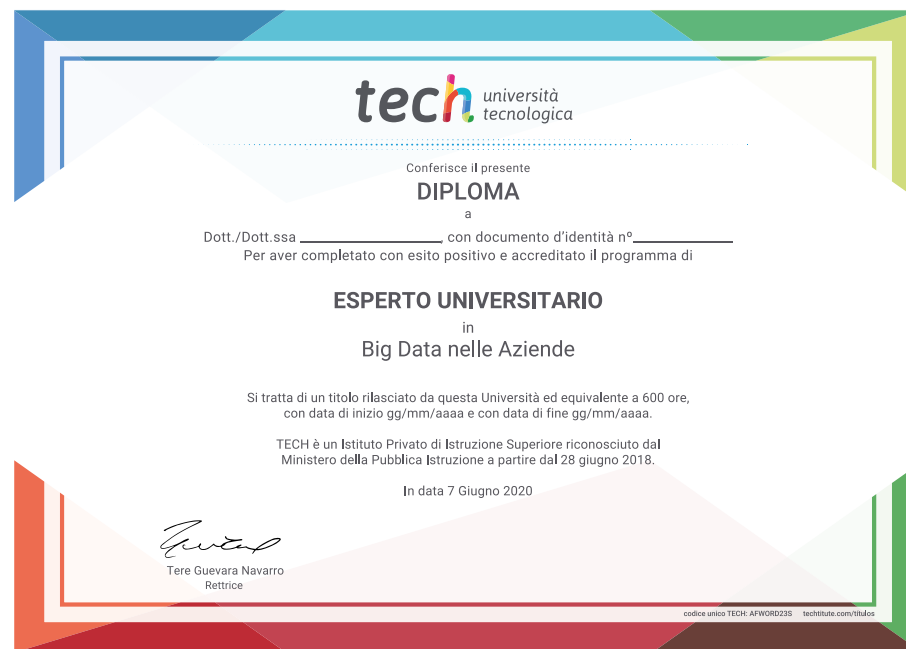 tech università
tecnologica
Conferisce il presente
DIPLOMA
a
Dott./Dott.ssa ____________________, con documento d'identità nº______________
Per aver completato con esito positivo e accreditato il programma di
ESPERTO UNIVERSITARIO
in
Big Data nelle Aziende
Si tratta di un titolo rilasciato da questa Università ed equivalente a 600 ore,
con data di inizio gg/mm/aaaa e con data di fine gg/mm/aaaa.
TECH è un Istituto Privato di Istruzione Superiore riconosciuto dal
Ministero della Pubblica Istruzione a partire dal 28 giugno 2018.
In data 7 Giugno 2020
Tere Guevara Navarro
Rettrice
codice unico TECH: AFWORD23S techtitute.com/titulos